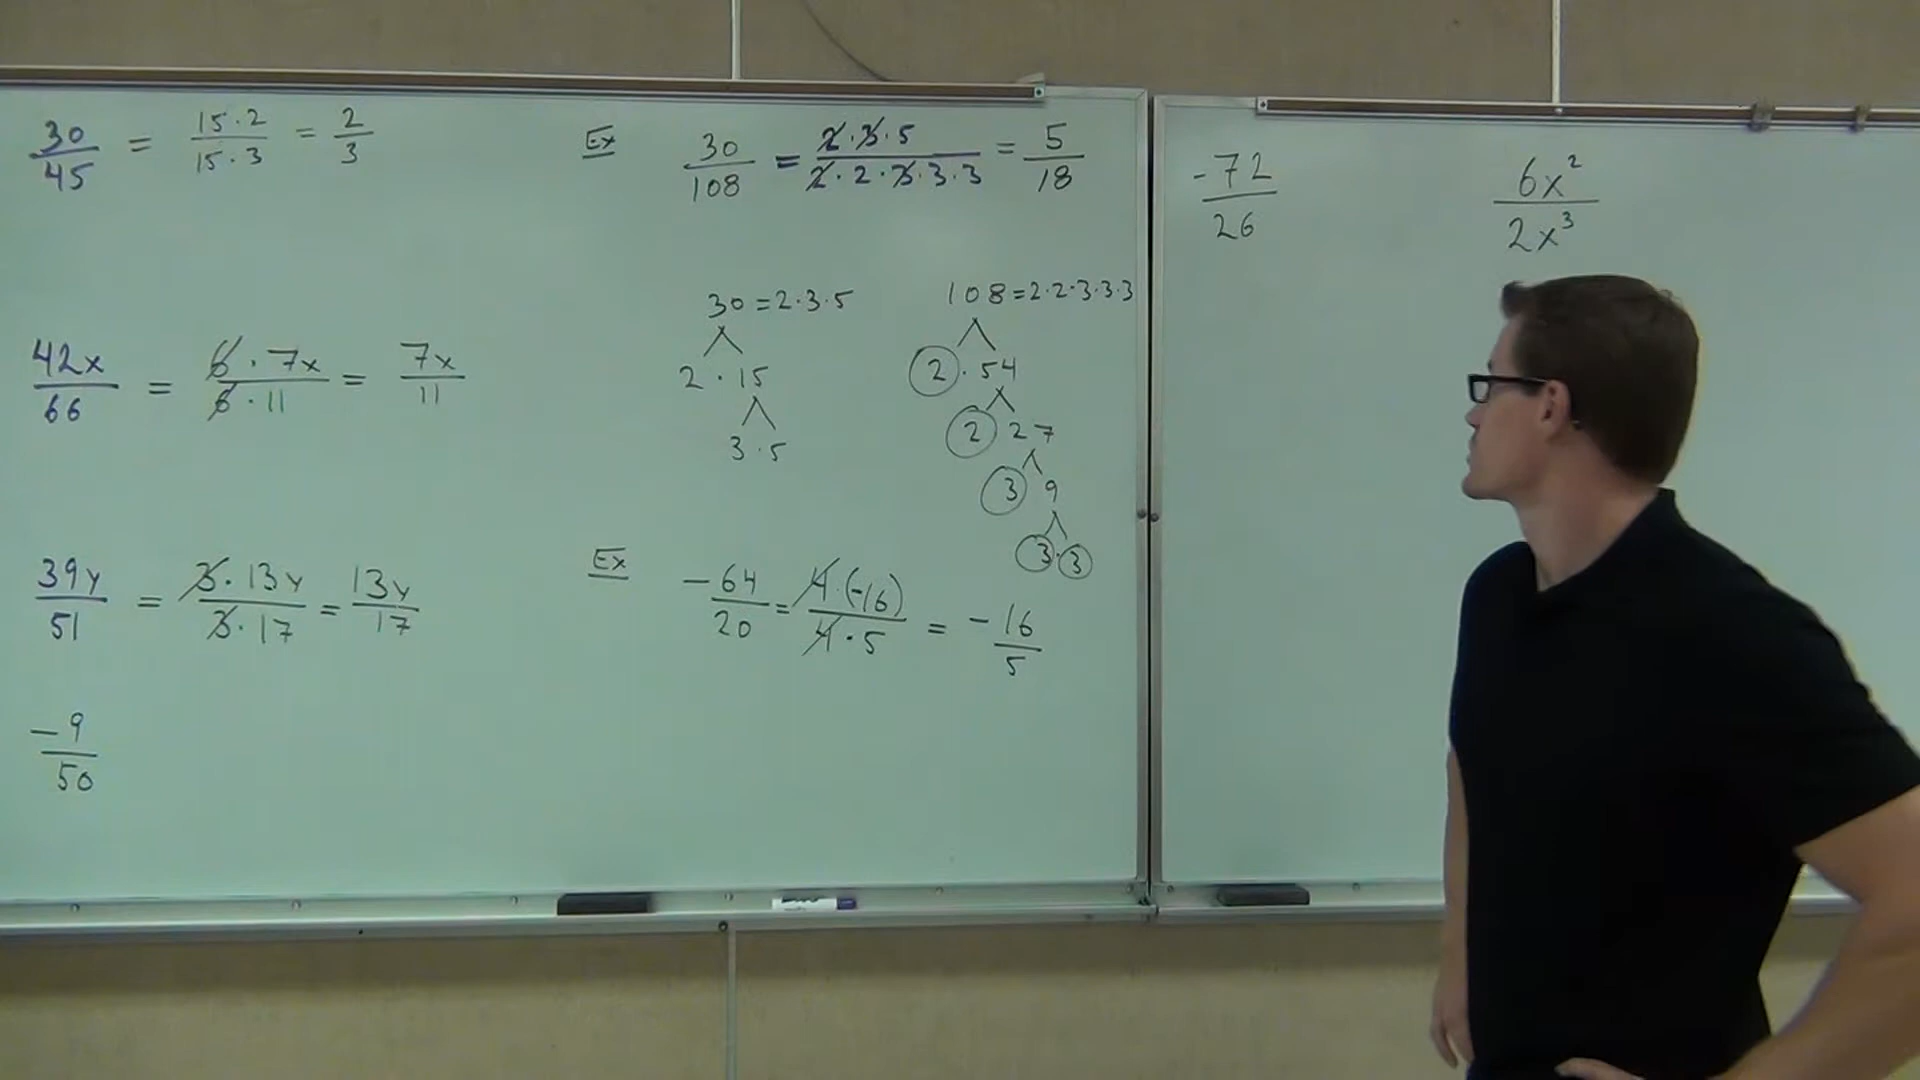 30/45 = 15·2/15·3 = 2/3
42x/66 = 6·7x/6·11 = 7x/11
39y/51 = 3·13y/3·17 = 13y/17
-9/50
Ex 30/108 = 2·3·5/2·2·3·3·3 = 5/18
30=2·3·5
2·15
3·5
108=2·2·3·3·3
2·54
2 27
3 9
3·3
Ex -64/20 = 4·(-16)/4·5 = -16/5
-72/26
6x²/2x³